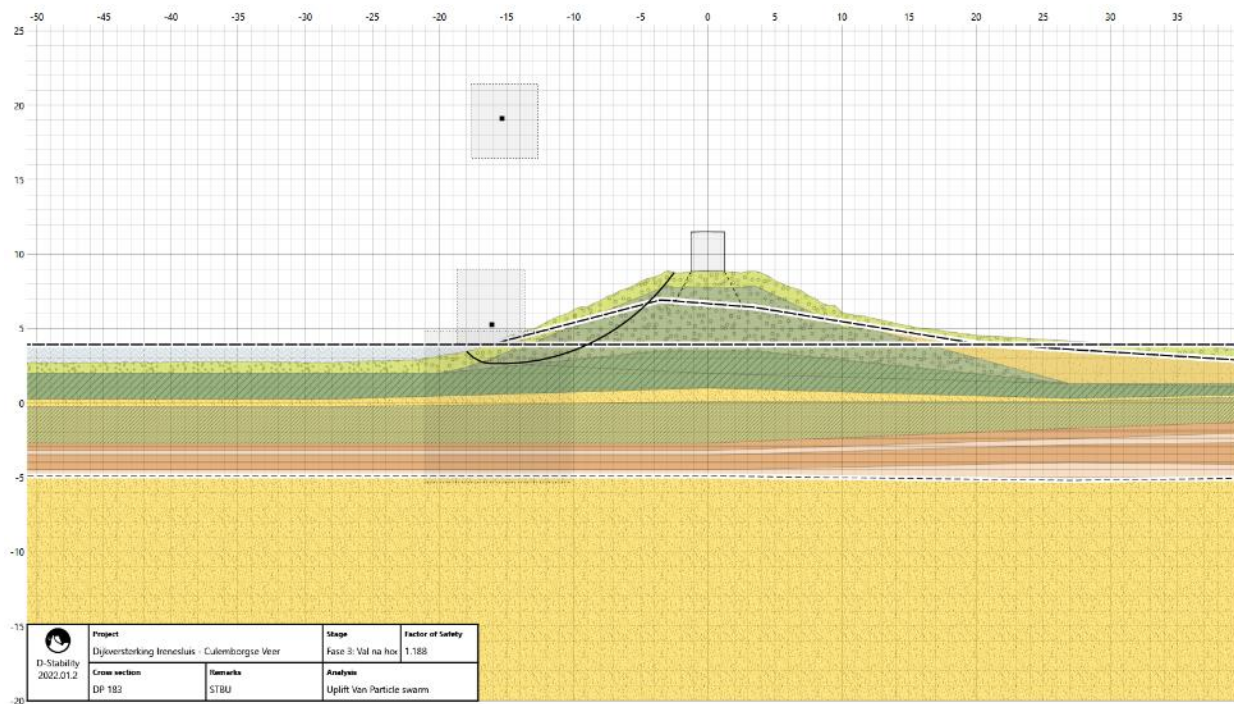 -50 -45 -40 -35 -30 -25 -20 -15 -10 -5 0 5 10 15 20 25 30 35
25
20
15
10
5
0
-5
-10
-15
-20
D-Stability
2022.01.2
Project
Dijkversterking Irenesluis - Culemborgse Veer
Stage
Fase 3: Val na ho
Factor of Safety
1.188
Cross section
DP 183
Remarks
STBU
Analysis
Uplift Van Particle swarm